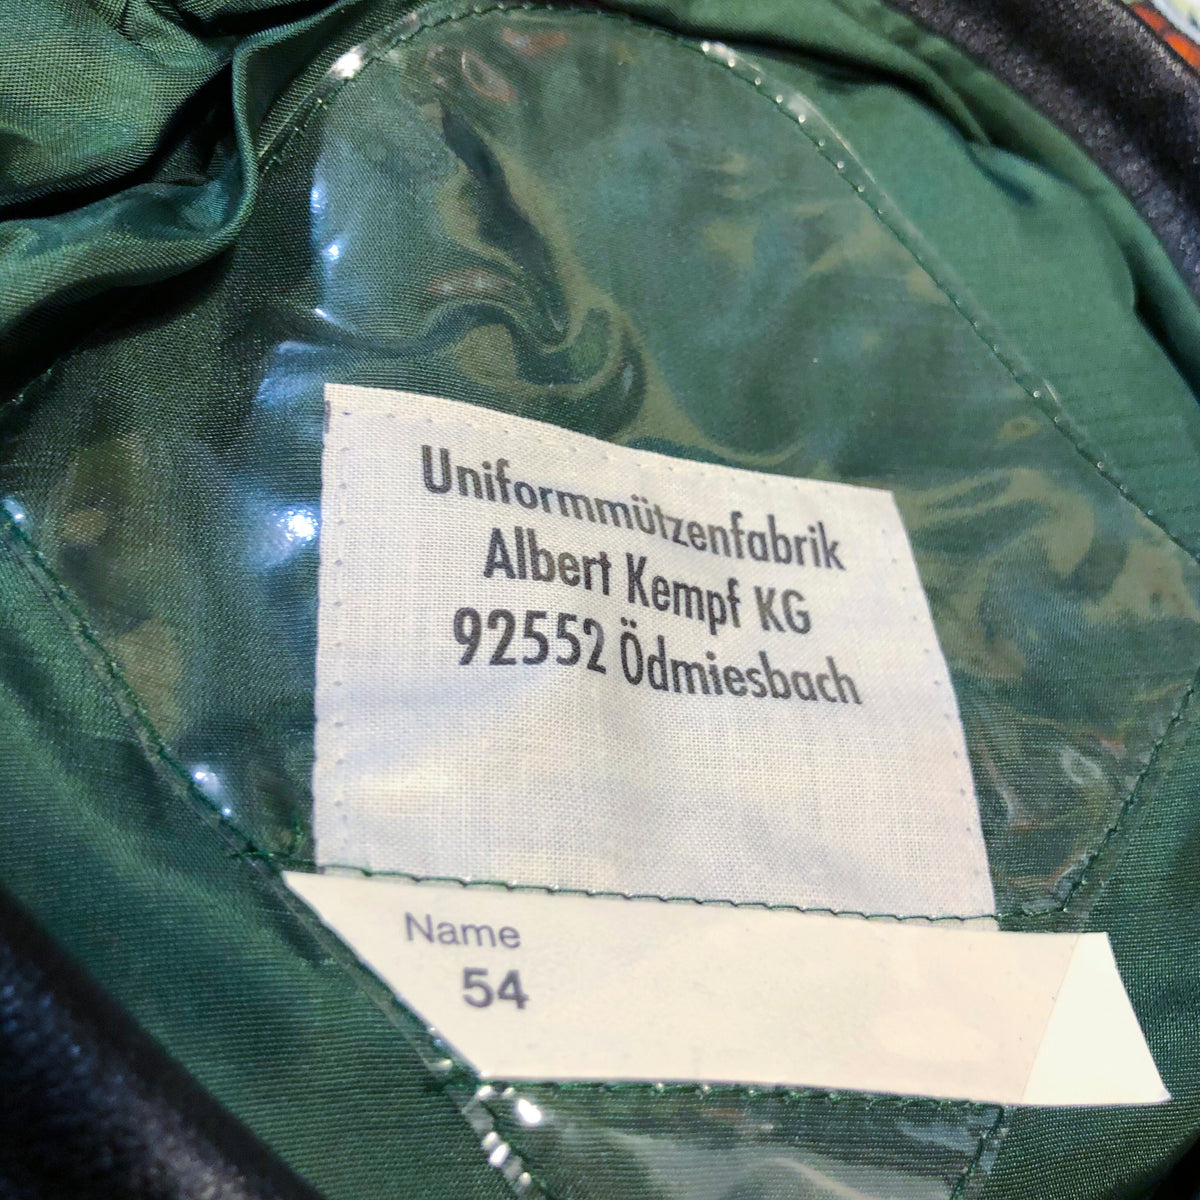 Uniformmützenfabrik
Albert Kempf KG
92552 Ödmiesbach
Name
54